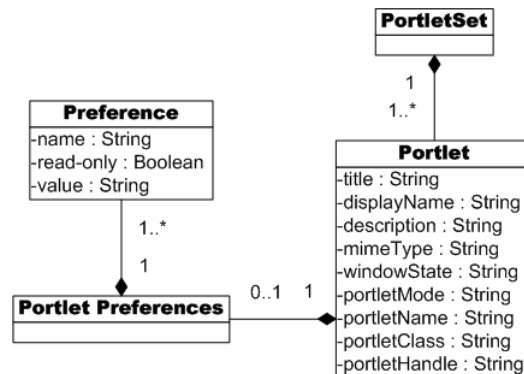 PortletSet
1
1..*
Preference
-name : String
-read-only : Boolean
-value : String
1..*
1
Portlet Preferences
0..1 1
Portlet
-title : String
-displayName : String
-description : String
-mimeType : String
-windowState : String
-portletMode : String
-portletName : String
-portletClass : String
-portletHandle : String